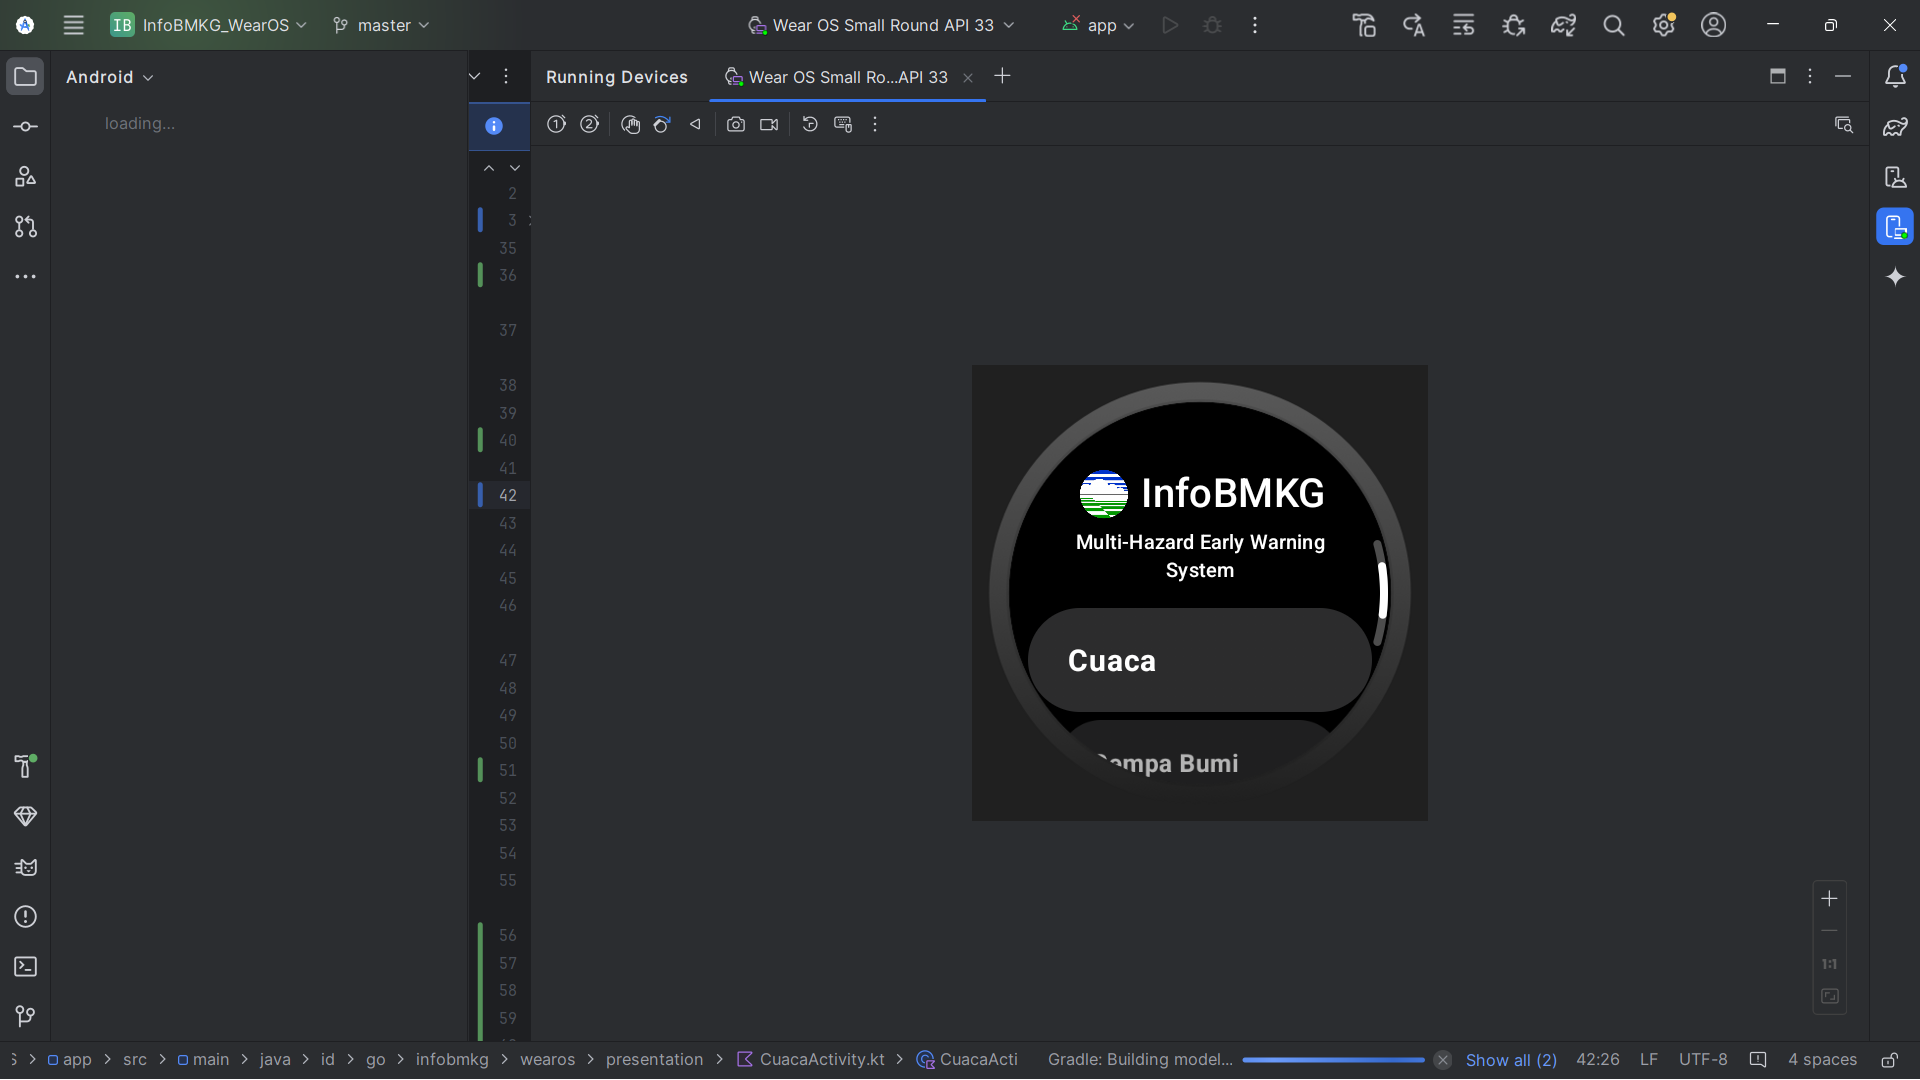 IB InfoBMKG_WearOS master Wear OS Small Round API 33 app
Android
loading...
Running Devices Wear OS Small Ro...API 33
2
3
35
36
37
38
39
40
41
42
43
44
45
46
47
48
49
50
51
52
53
54
55
56
57
58
59
InfoBMKG
Multi-Hazard Early Warning
System
Cuaca
Gempa Bumi
1:1
app src main java id go infobmkg wearos presentation CuacaActivity.kt CuacaActi Gradle: Building model... Show all (2) 42:26 LF UTF-8 4 spaces